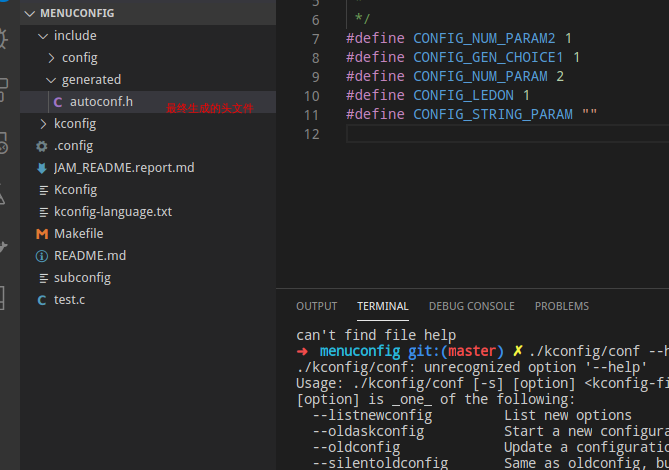 MENUCONFIG
include
config
generated
autoconf.h
最终生成的头文件
kconfig
.config
JAM_README.report.md
Kconfig
kconfig-language.txt
Makefile
README.md
subconfig
test.c
5 *
6 */
7 #define CONFIG_NUM_PARAM2 1
8 #define CONFIG_GEN_CHOICE1 1
9 #define CONFIG_NUM_PARAM 2
10 #define CONFIG_LEDON 1
11 #define CONFIG_STRING_PARAM ""
12
OUTPUT TERMINAL DEBUG CONSOLE PROBLEMS
can't find file help
➜ menuconfig git:(master) ✗ ./kconfig/conf --h
./kconfig/conf: unrecognized option '--help'
Usage: ./kconfig/conf [-s] [option] <kconfig-fi
[option] is _one_ of the following:
--listnewconfig List new options
--oldaskconfig Start a new configura
--oldconfig Update a configuratio
--silentoldconfig Same as oldconfig, bu